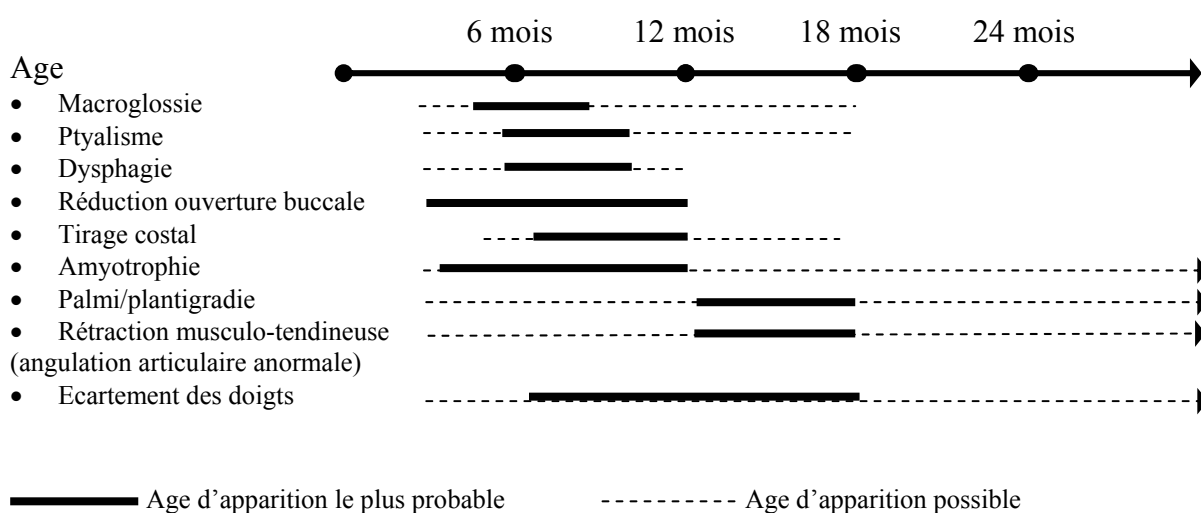 6 mois 12 mois 18 mois 24 mois
Age
• Macroglossie
• Ptyalisme
• Dysphagie
• Réduction ouverture buccale
• Tirage costal
• Amyotrophie
• Palmi/plantigradie
• Rétraction musculo-tendineuse
(angulation articulaire anormale)
• Ecartement des doigts
Age d’apparition le plus probable Age d’apparition possible